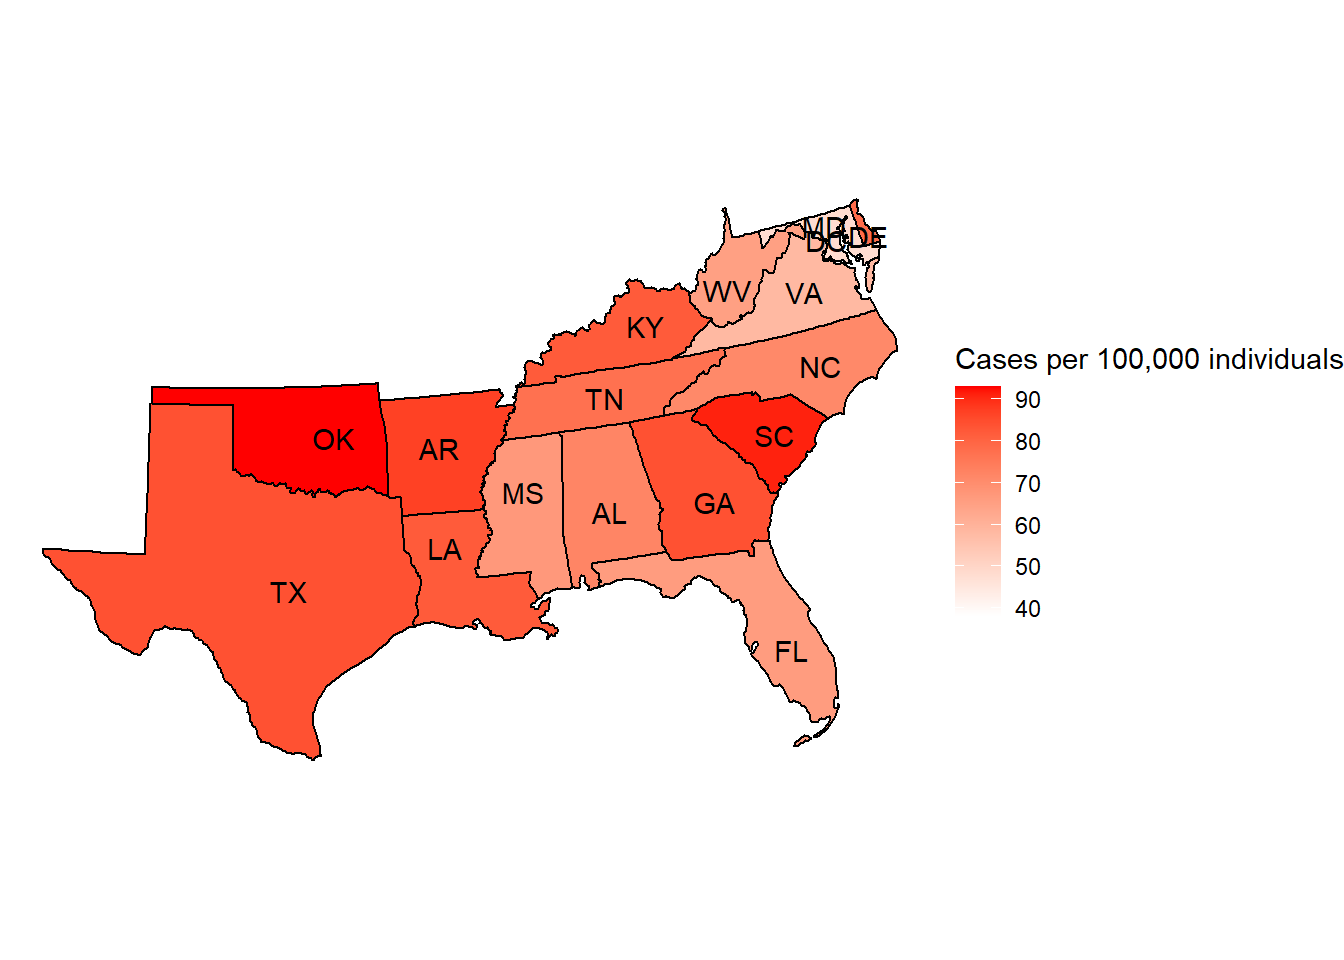 MD
DC
DE
WV
VA
KY
NC
TN
OK
AR
SC
MS
AL
GA
LA
TX
FL
Cases per 100,000 individuals
90
80
70
60
50
40